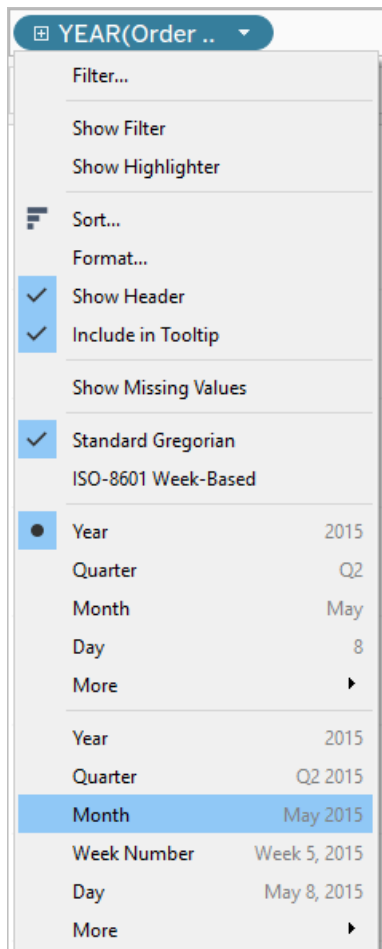 YEAR(Order ..
Filter...
Show Filter
Show Highlighter
Sort...
Format...
Show Header
Include in Tooltip
Show Missing Values
Standard Gregorian
ISO-8601 Week-Based
Year 2015
Quarter Q2
Month May
Day 8
More
Year 2015
Quarter Q2 2015
Month May 2015
Week Number Week 5, 2015
Day May 8, 2015
More